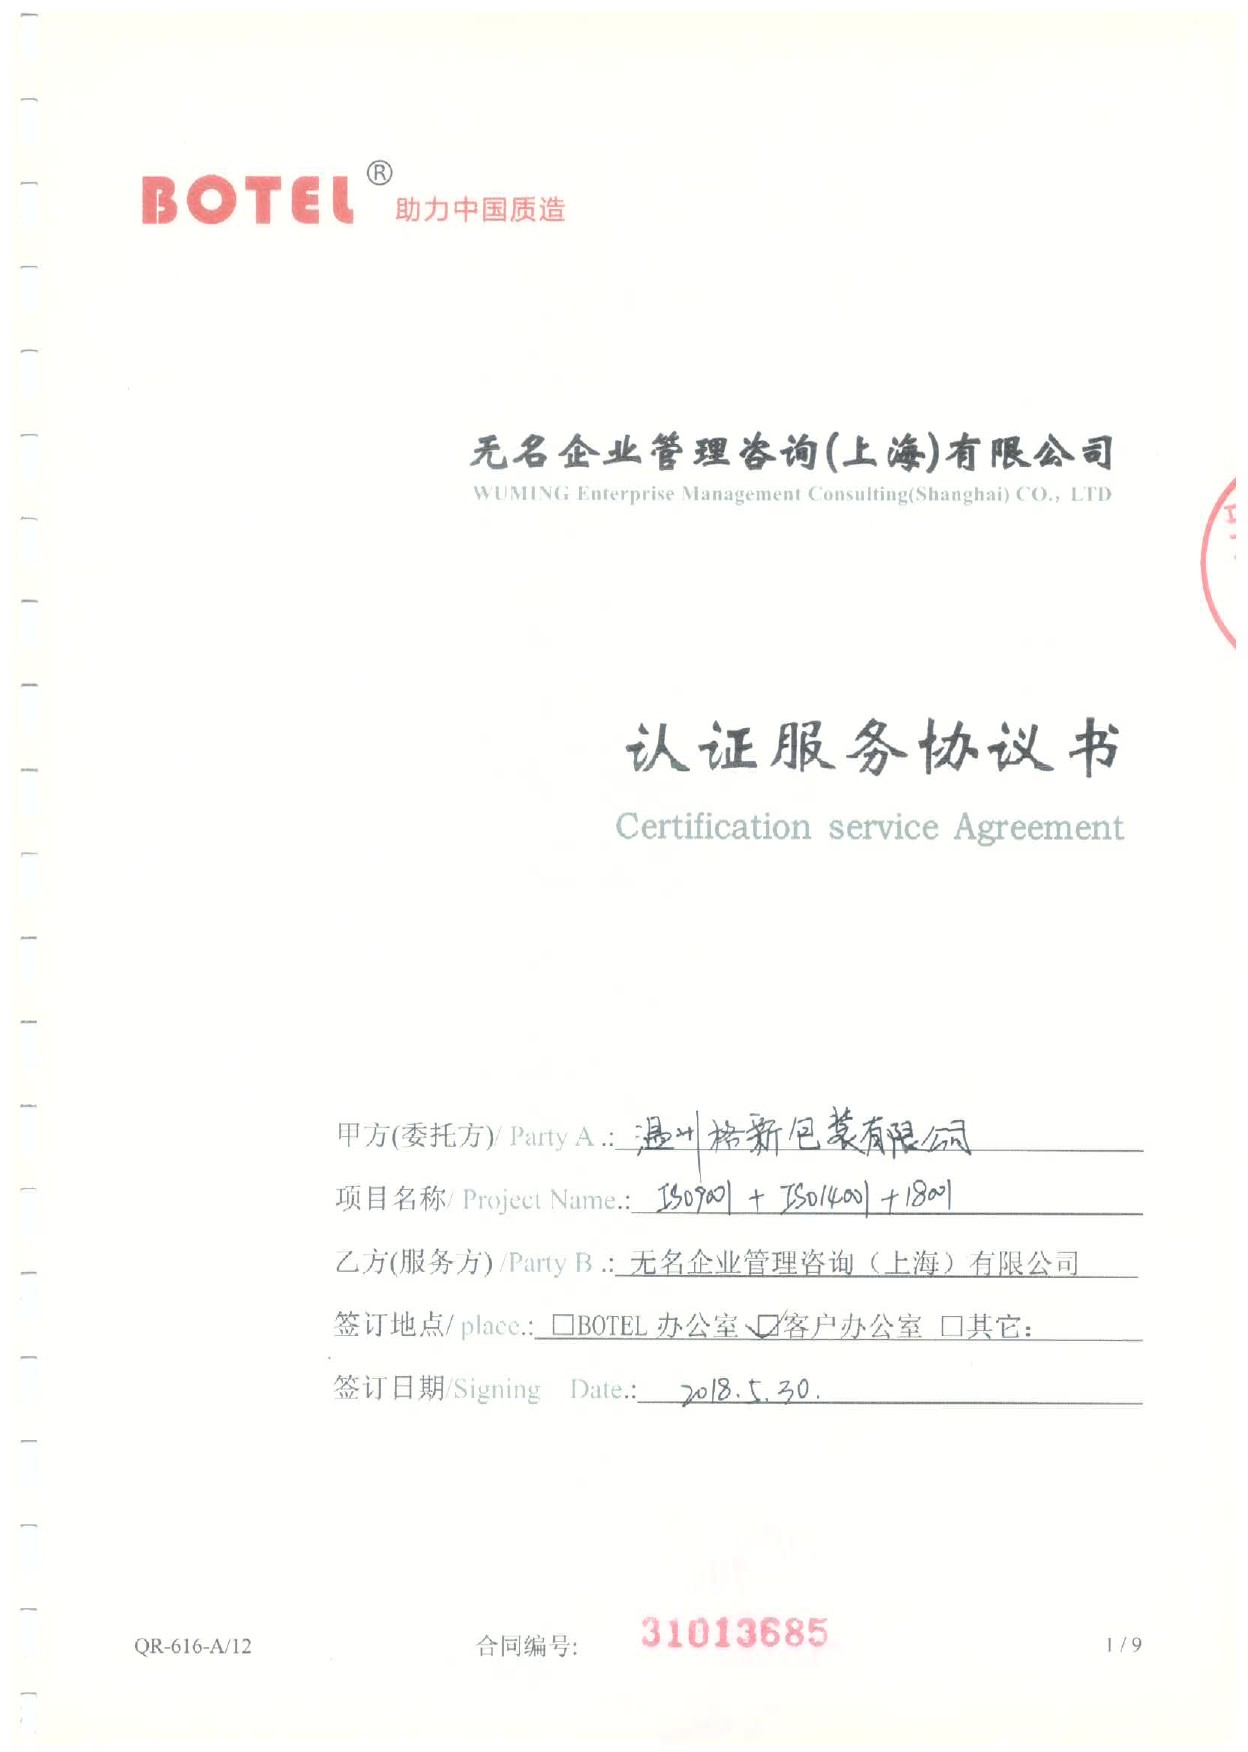 BOTEL®助力中国质造
无名企业管理咨询(上海)有限公司
WUMING Enterprise Management Consulting(Shanghai) CO., LTD
认证服务协议书
Certification service Agreement
甲方(委托方)/ Party A .: 温州格新包装有限公司
项目名称/ Project Name.: ISO9001 + ISO14001 +18001
乙方(服务方) /Party B .: 无名企业管理咨询（上海）有限公司
签订地点/ place.: □BOTEL 办公室、☑客户办公室 □其它:
签订日期/Signing Date.: 2018.5.30.
QR-616-A/12 合同编号: 31013685 1 / 9